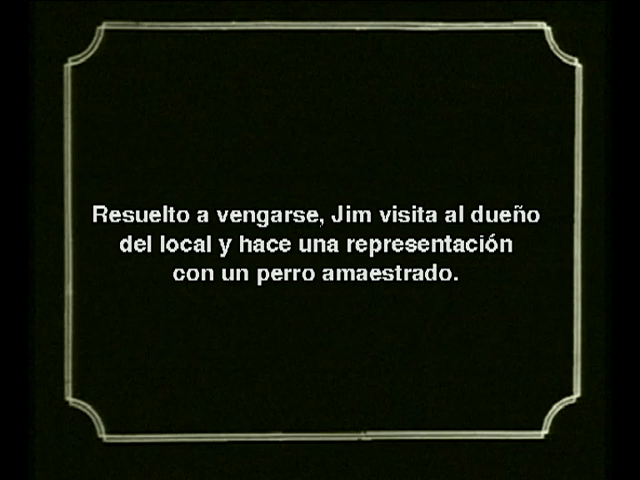 Resuelto a vengarse, Jim visita al dueño
del local y hace una representación
con un perro amaestrado.